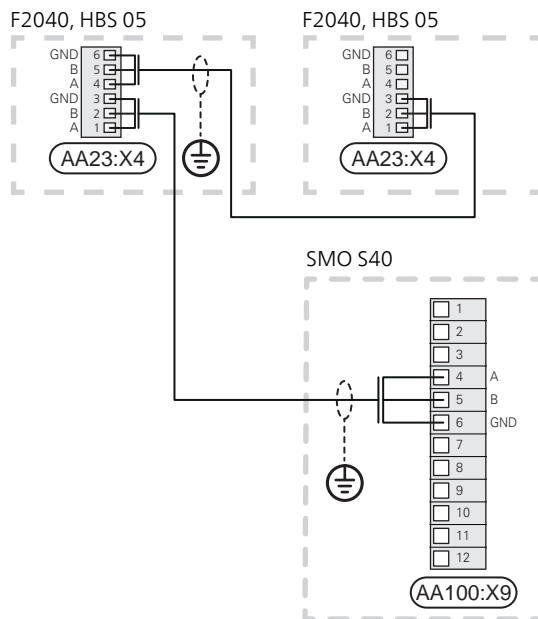 F2040, HBS 05
GND 6
B 5
A 4
GND 3
B 2
A 1
AA23:X4
F2040, HBS 05
GND 6
B 5
A 4
GND 3
B 2
A 1
AA23:X4
SMO S40
1
2
3
4 A
5 B
6 GND
7
8
9
10
11
12
AA100:X9